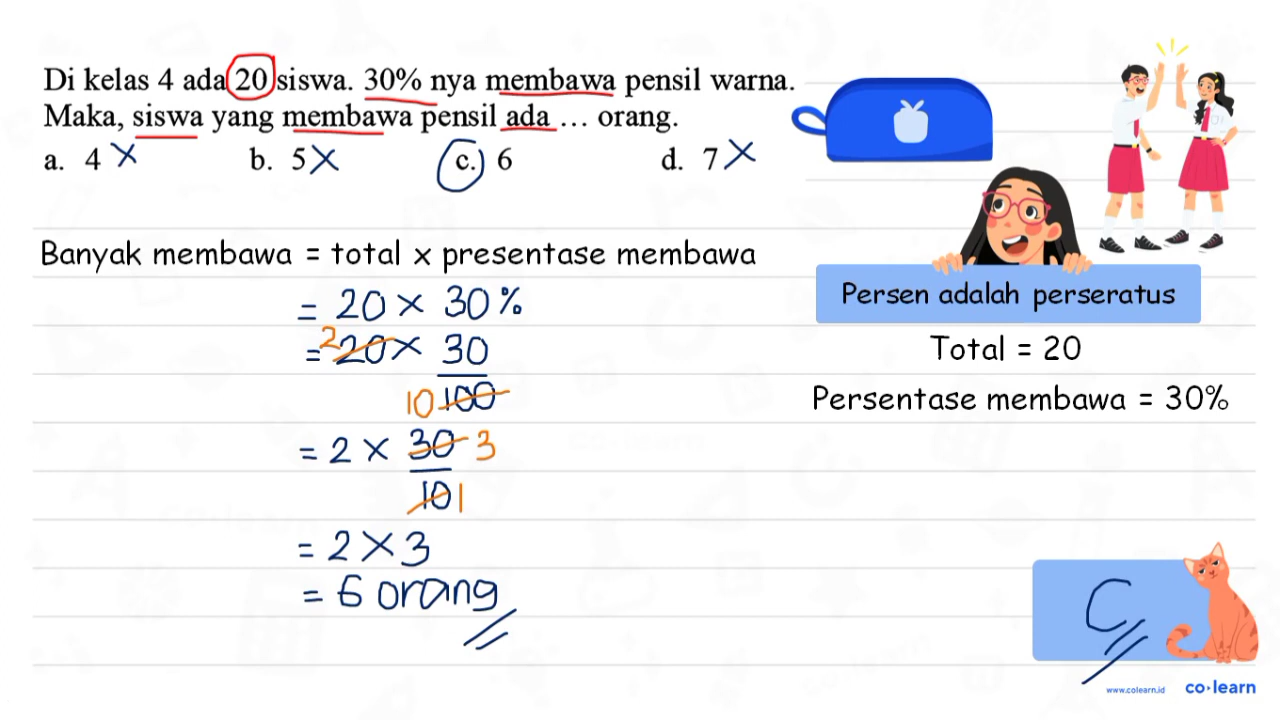 Di kelas 4 ada 20 siswa. 30% nya membawa pensil warna.
Maka, siswa yang membawa pensil ada ... orang.
a. 4 X b. 5 X c. 6 d. 7 X
Banyak membawa = total x presentase membawa
= 20 × 30%
= 2 20 × 30
10 100
= 2 × 30 3
10 1
= 2 × 3
= 6 orang
Persen adalah perseratus
Total = 20
Persentase membawa = 30%
C
www.colearn.id co·learn